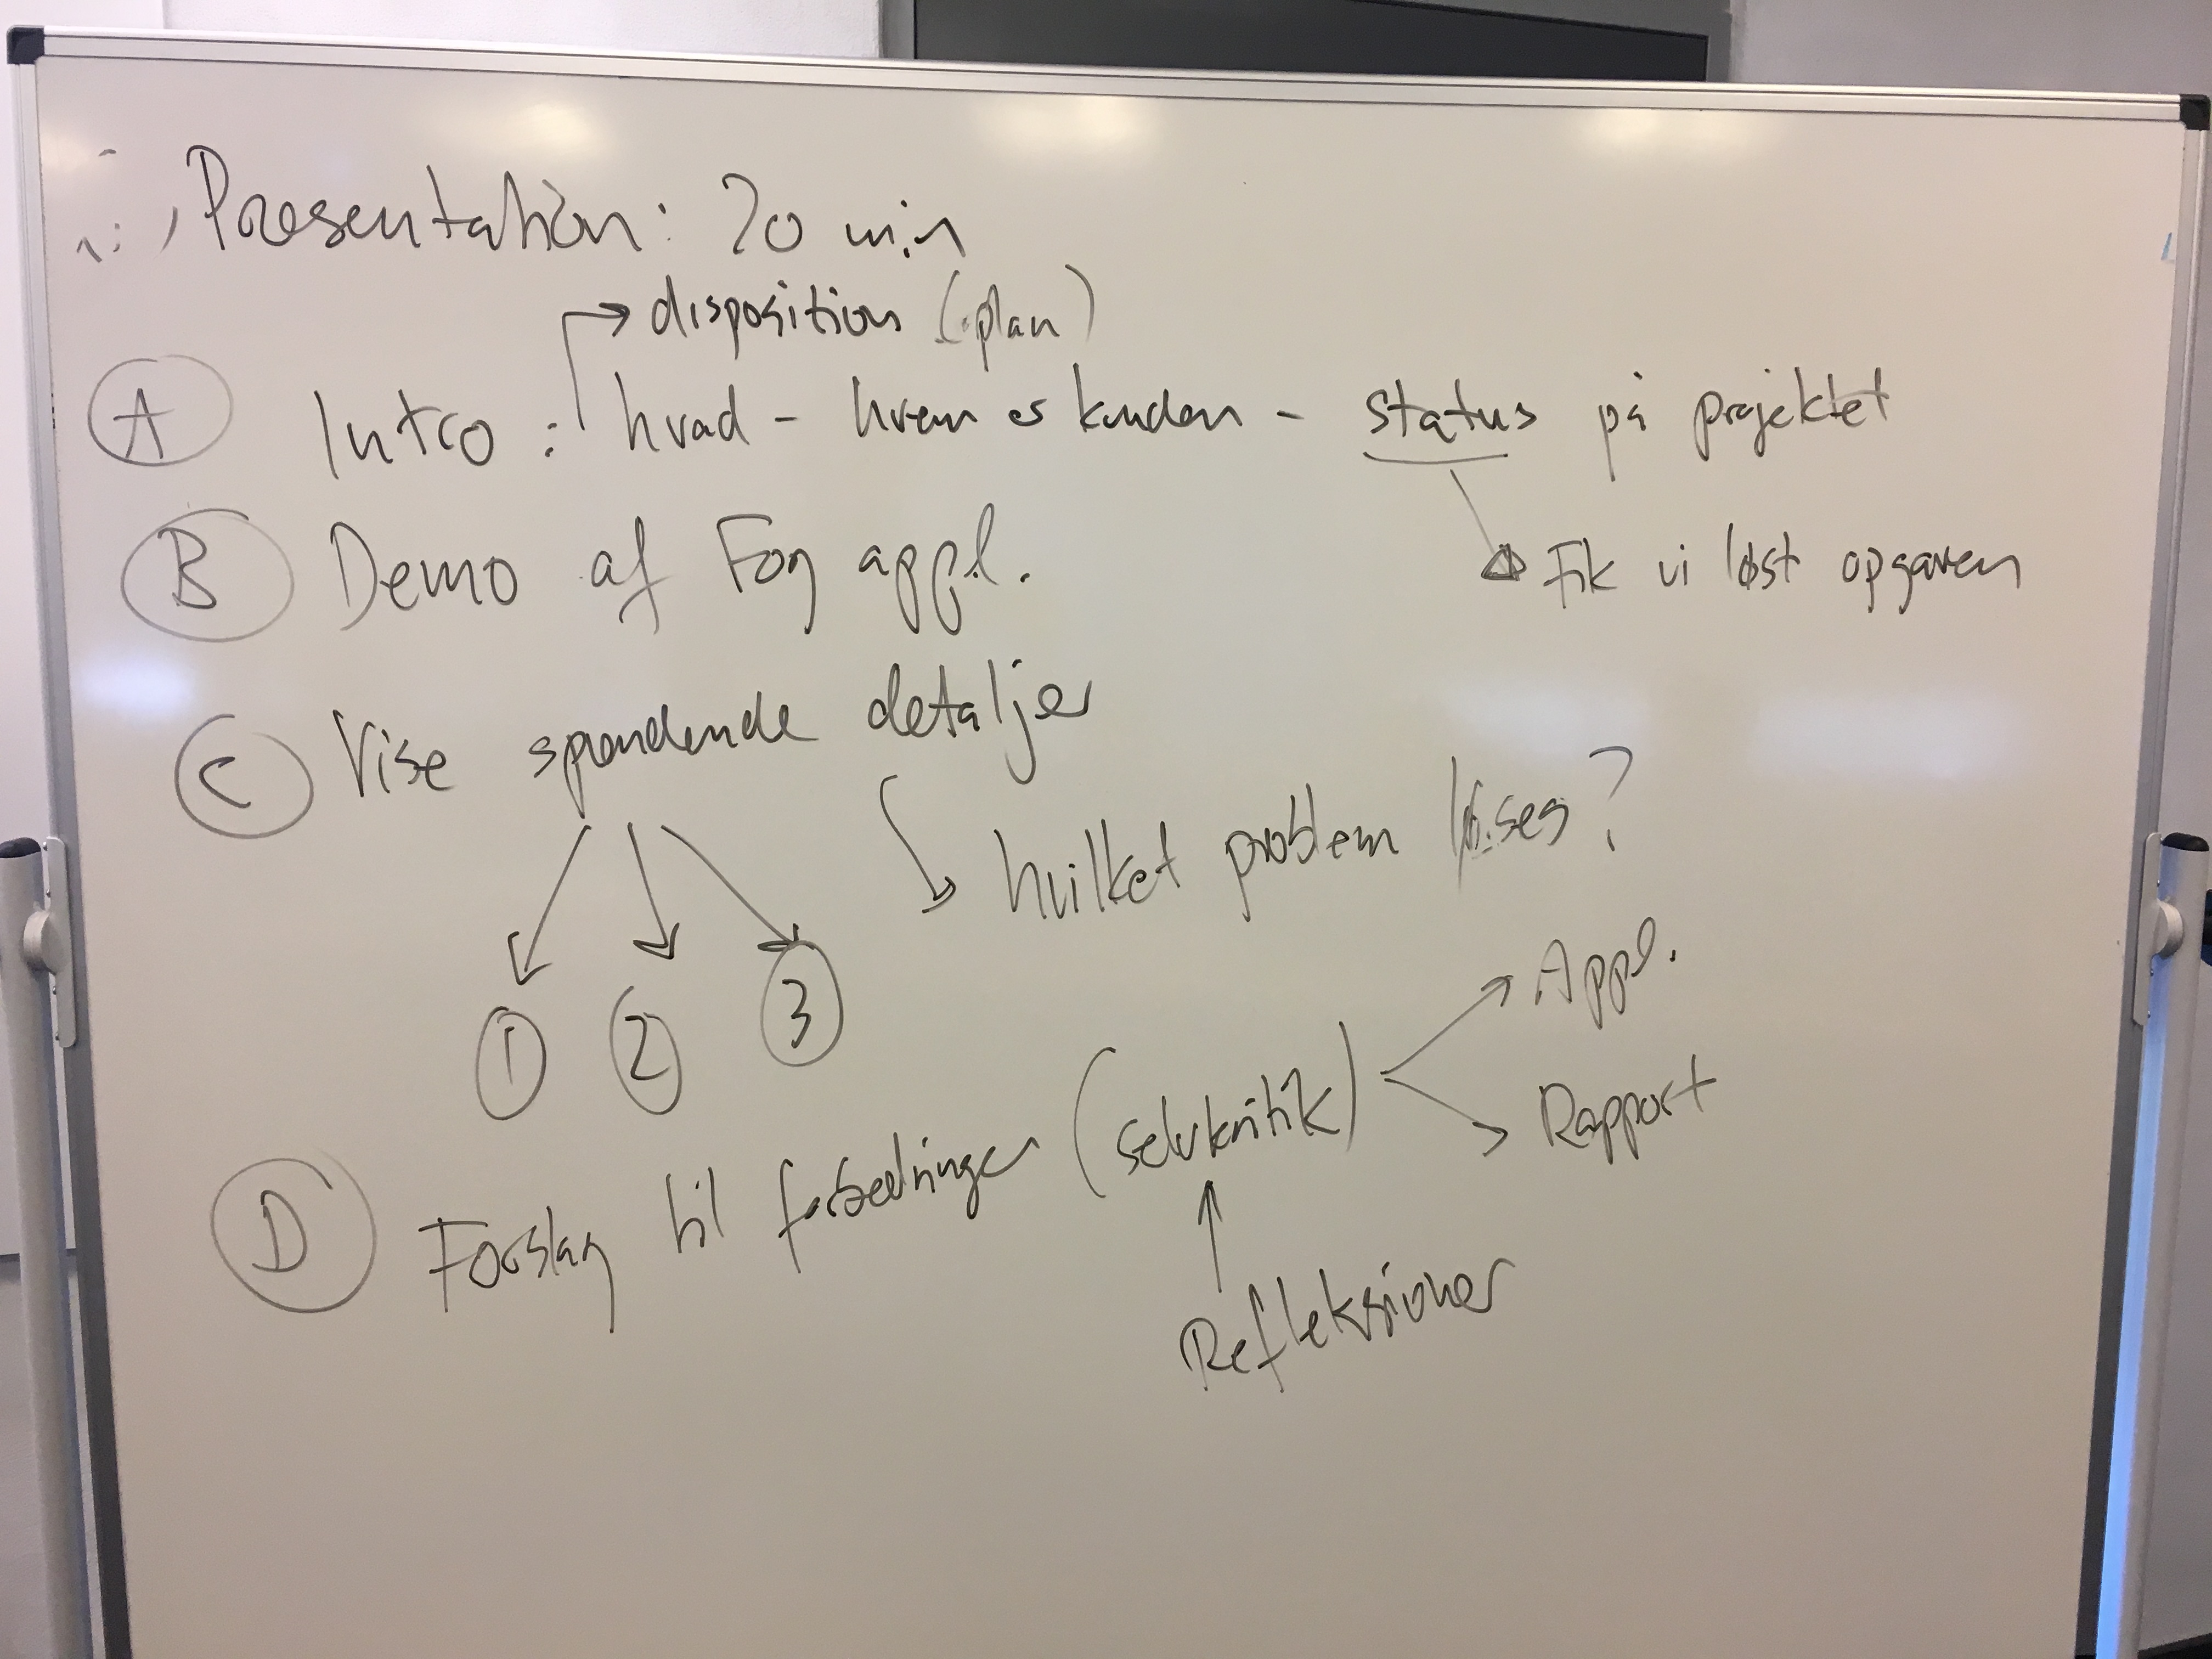 Præsentation: 20 min
disposition (plan)
A Intro: hvad - hvem er kunden - status på projektet
B Demo af Fog appl.
Fik vi løst opgaven
C Vise spændende detaljer
hvilket problem løses?
1 2 3
Appl.
D Forslag til forbedringer (selvkritik)
Rapport
Refleksioner